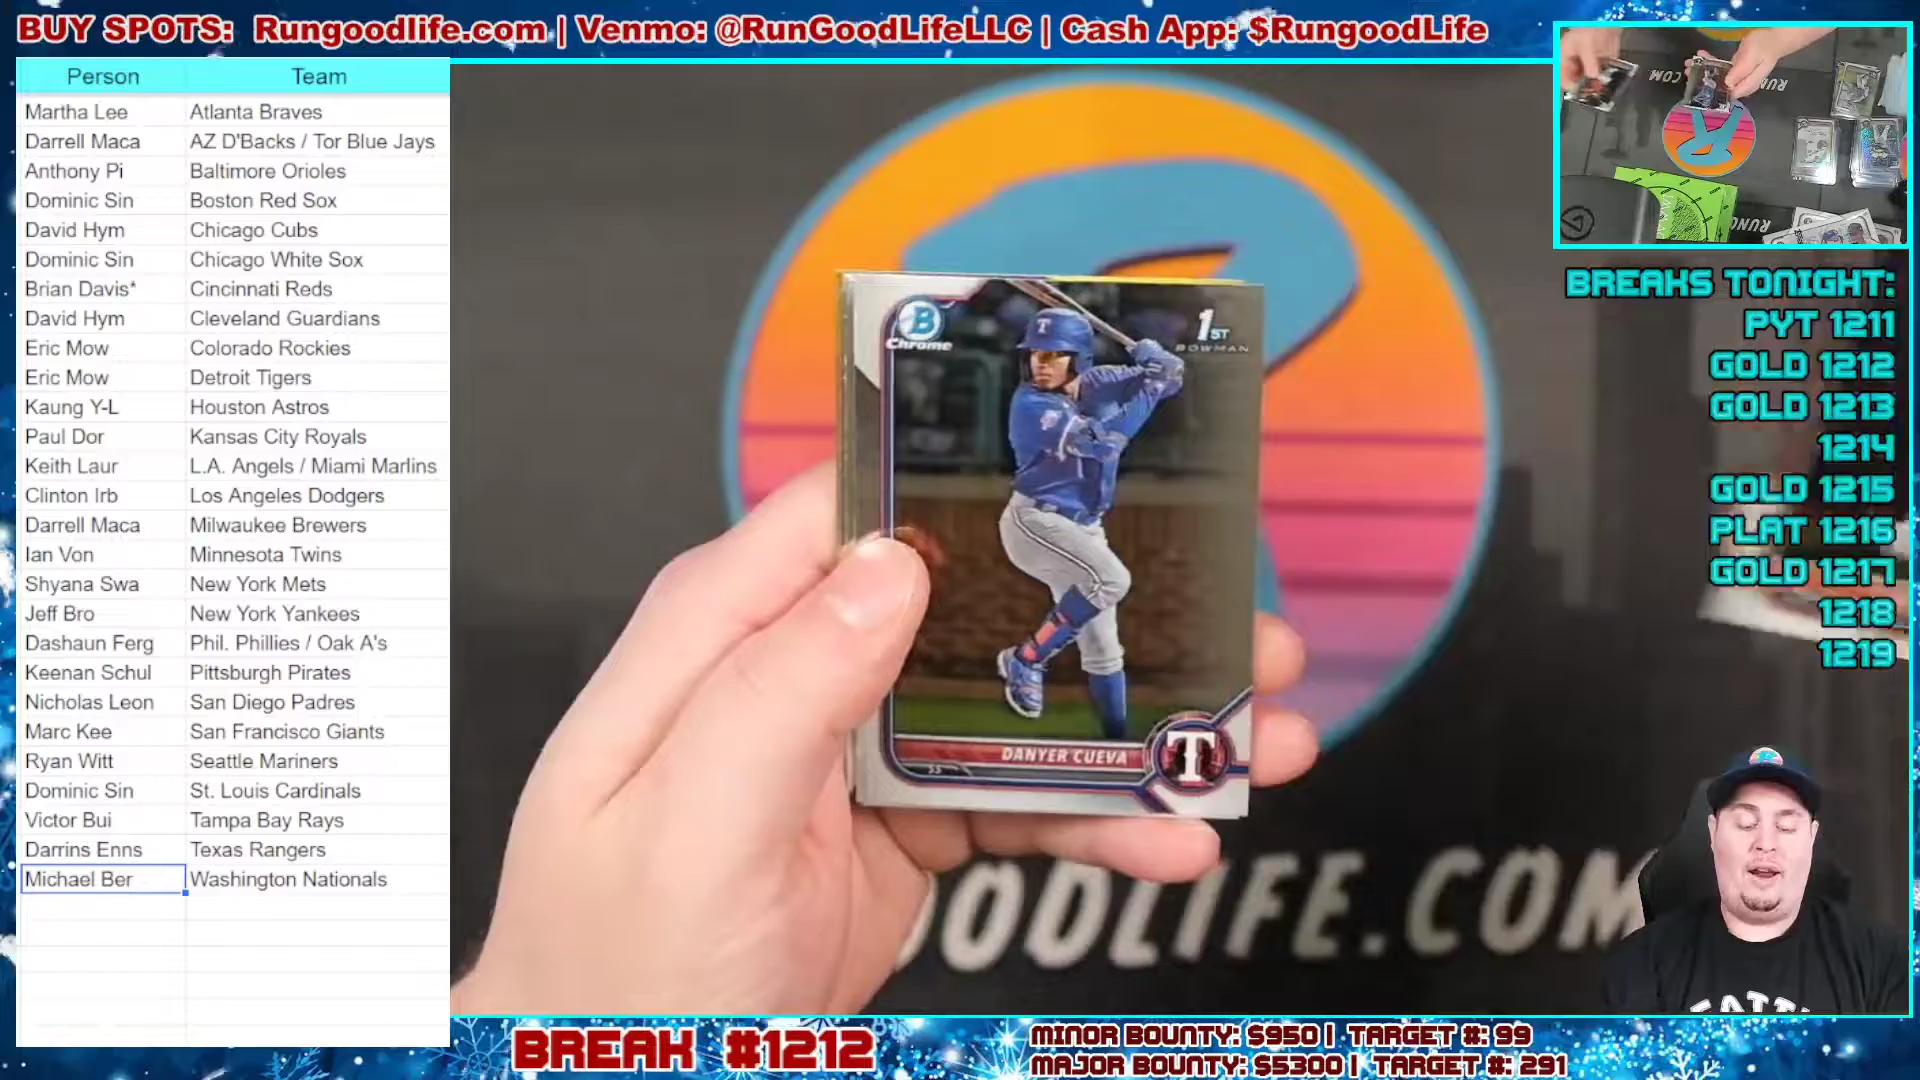 BUY SPOTS: Rungoodlife.com | Venmo: @RunGoodLifeLLC | Cash App: $RungoodLife
Person Team
Martha Lee Atlanta Braves
Darrell Maca AZ D'Backs / Tor Blue Jays
Anthony Pi Baltimore Orioles
Dominic Sin Boston Red Sox
David Hym Chicago Cubs
Dominic Sin Chicago White Sox
Brian Davis* Cincinnati Reds
David Hym Cleveland Guardians
Eric Mow Colorado Rockies
Eric Mow Detroit Tigers
Kaung Y-L Houston Astros
Paul Dor Kansas City Royals
Keith Laur L.A. Angels / Miami Marlins
Clinton Irb Los Angeles Dodgers
Darrell Maca Milwaukee Brewers
Ian Von Minnesota Twins
Shyana Swa New York Mets
Jeff Bro New York Yankees
Dashaun Ferg Phil. Phillies / Oak A's
Keenan Schul Pittsburgh Pirates
Nicholas Leon San Diego Padres
Marc Kee San Francisco Giants
Ryan Witt Seattle Mariners
Dominic Sin St. Louis Cardinals
Victor Bui Tampa Bay Rays
Darrins Enns Texas Rangers
Michael Ber Washington Nationals
B
Chrome
1ST
BOWMAN
T
DANYER CUEVA
SS
T
OODLIFE.COM
.COM
RUN
BREAKS TONIGHT:
PYT 1211
GOLD 1212
GOLD 1213
1214
GOLD 1215
PLAT 1216
GOLD 1217
1218
1219
BREAK #1212
MINOR BOUNTY: $950 | TARGET #: 99
MAJOR BOUNTY: $5300 | TARGET #: 291